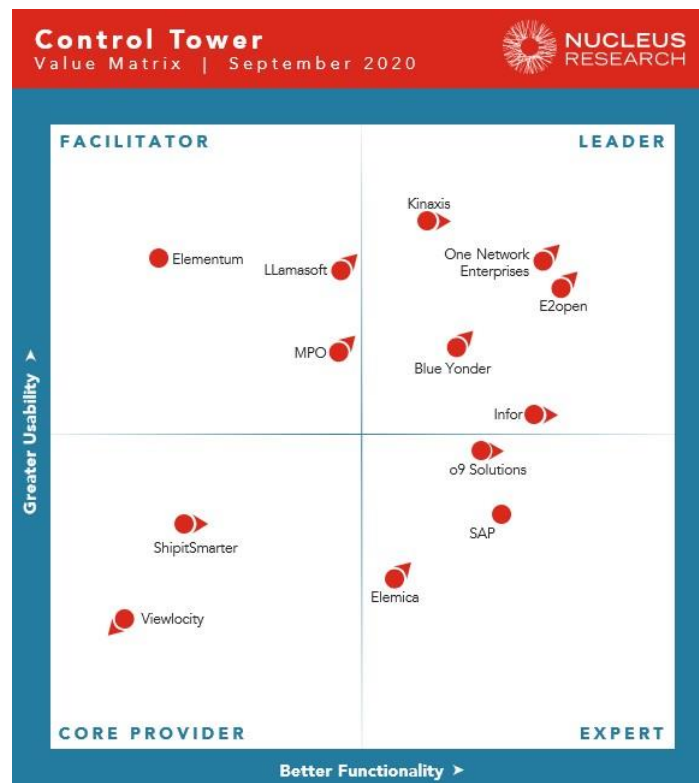 Control Tower
Value Matrix | September 2020
NUCLEUS
RESEARCH
FACILITATOR
LEADER
Kinaxis
Elementum
LLamasoft
One Network
Enterprises
E2open
MPO
Blue Yonder
Infor
Greater Usability >
o9 Solutions
SAP
ShipitSmarter
Elemica
Viewlocity
CORE PROVIDER
EXPERT
Better Functionality >